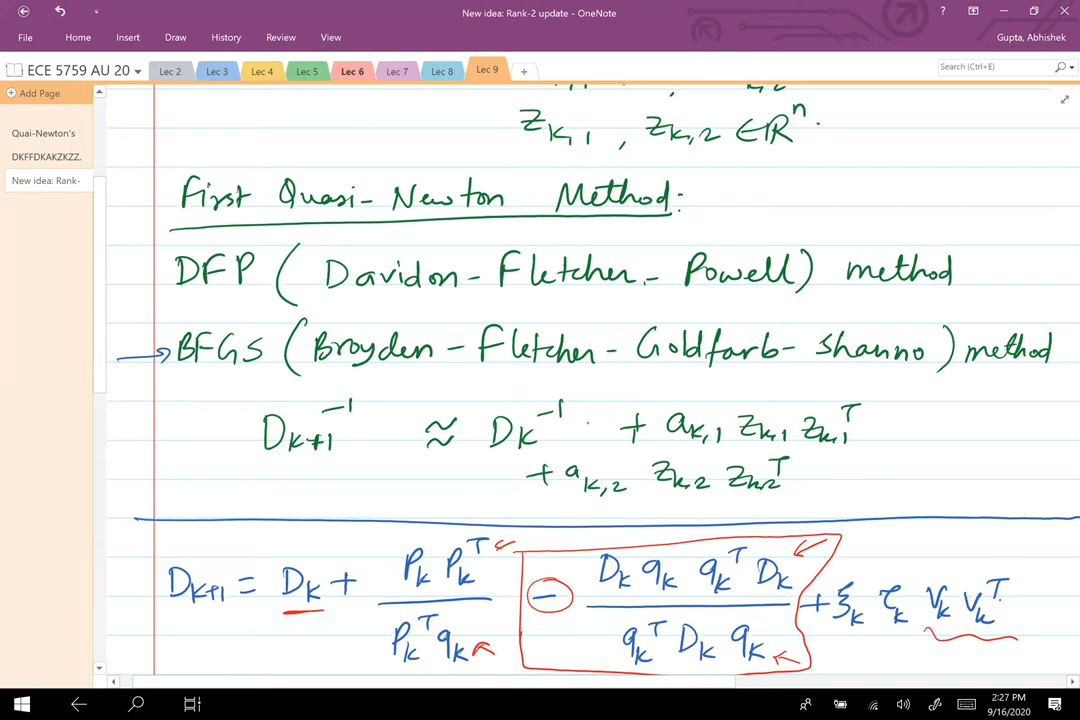 New idea: Rank-2 update - OneNote
Gupta, Abhishek
File Home Insert Draw History Review View
ECE 5759 AU 20
Lec 2 Lec 3 Lec 4 Lec 5 Lec 6 Lec 7 Lec 8 Lec 9
Search (Ctrl+E)
Add Page
Quai-Newton's
DKFFDKAKZKZZ.
New idea: Rank-
z_{k,1} , z_{k,2} ∈ ℝ^n.
First Quasi-Newton Method:
DFP (Davidon-Fletcher-Powell) method
→BFGS (Broyden-Fletcher-Goldfarb-Shanno) method
D_{k+1}^{-1} ≈ D_k^{-1} + a_{k,1} z_{k,1} z_{k,1}^T
+ a_{k,2} z_{k,2} z_{k,2}^T
D_{k+1} = D_k + \frac{P_k P_k^T}{P_k^T q_k} - \frac{D_k q_k q_k^T D_k}{q_k^T D_k q_k} + ξ_k τ_k v_k v_k^T
2:27 PM
9/16/2020